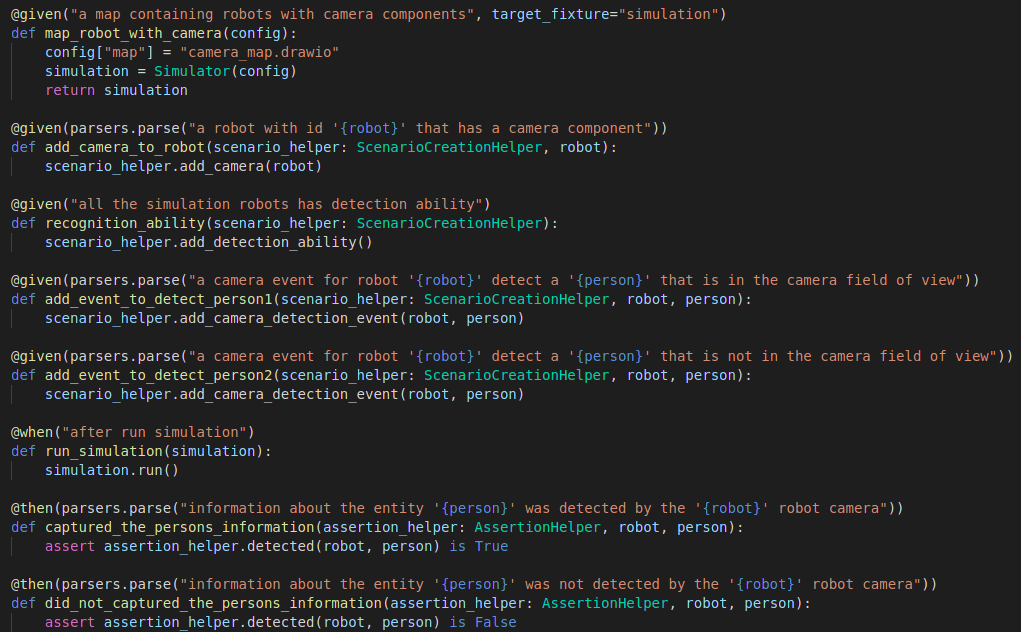 @given("a map containing robots with camera components", target_fixture="simulation")
def map_robot_with_camera(config):
    config["map"] = "camera_map.drawio"
    simulation = Simulator(config)
    return simulation

@given(parsers.parse("a robot with id '{robot}' that has a camera component"))
def add_camera_to_robot(scenario_helper: ScenarioCreationHelper, robot):
    scenario_helper.add_camera(robot)

@given("all the simulation robots has detection ability")
def recognition_ability(scenario_helper: ScenarioCreationHelper):
    scenario_helper.add_detection_ability()

@given(parsers.parse("a camera event for robot '{robot}' detect a '{person}' that is in the camera field of view"))
def add_event_to_detect_person1(scenario_helper: ScenarioCreationHelper, robot, person):
    scenario_helper.add_camera_detection_event(robot, person)

@given(parsers.parse("a camera event for robot '{robot}' detect a '{person}' that is not in the camera field of view"))
def add_event_to_detect_person2(scenario_helper: ScenarioCreationHelper, robot, person):
    scenario_helper.add_camera_detection_event(robot, person)

@when("after run simulation")
def run_simulation(simulation):
    simulation.run()

@then(parsers.parse("information about the entity '{person}' was detected by the '{robot}' robot camera"))
def captured_the_persons_information(assertion_helper: AssertionHelper, robot, person):
    assert assertion_helper.detected(robot, person) is True

@then(parsers.parse("information about the entity '{person}' was not detected by the '{robot}' robot camera"))
def did_not_captured_the_persons_information(assertion_helper: AssertionHelper, robot, person):
    assert assertion_helper.detected(robot, person) is False